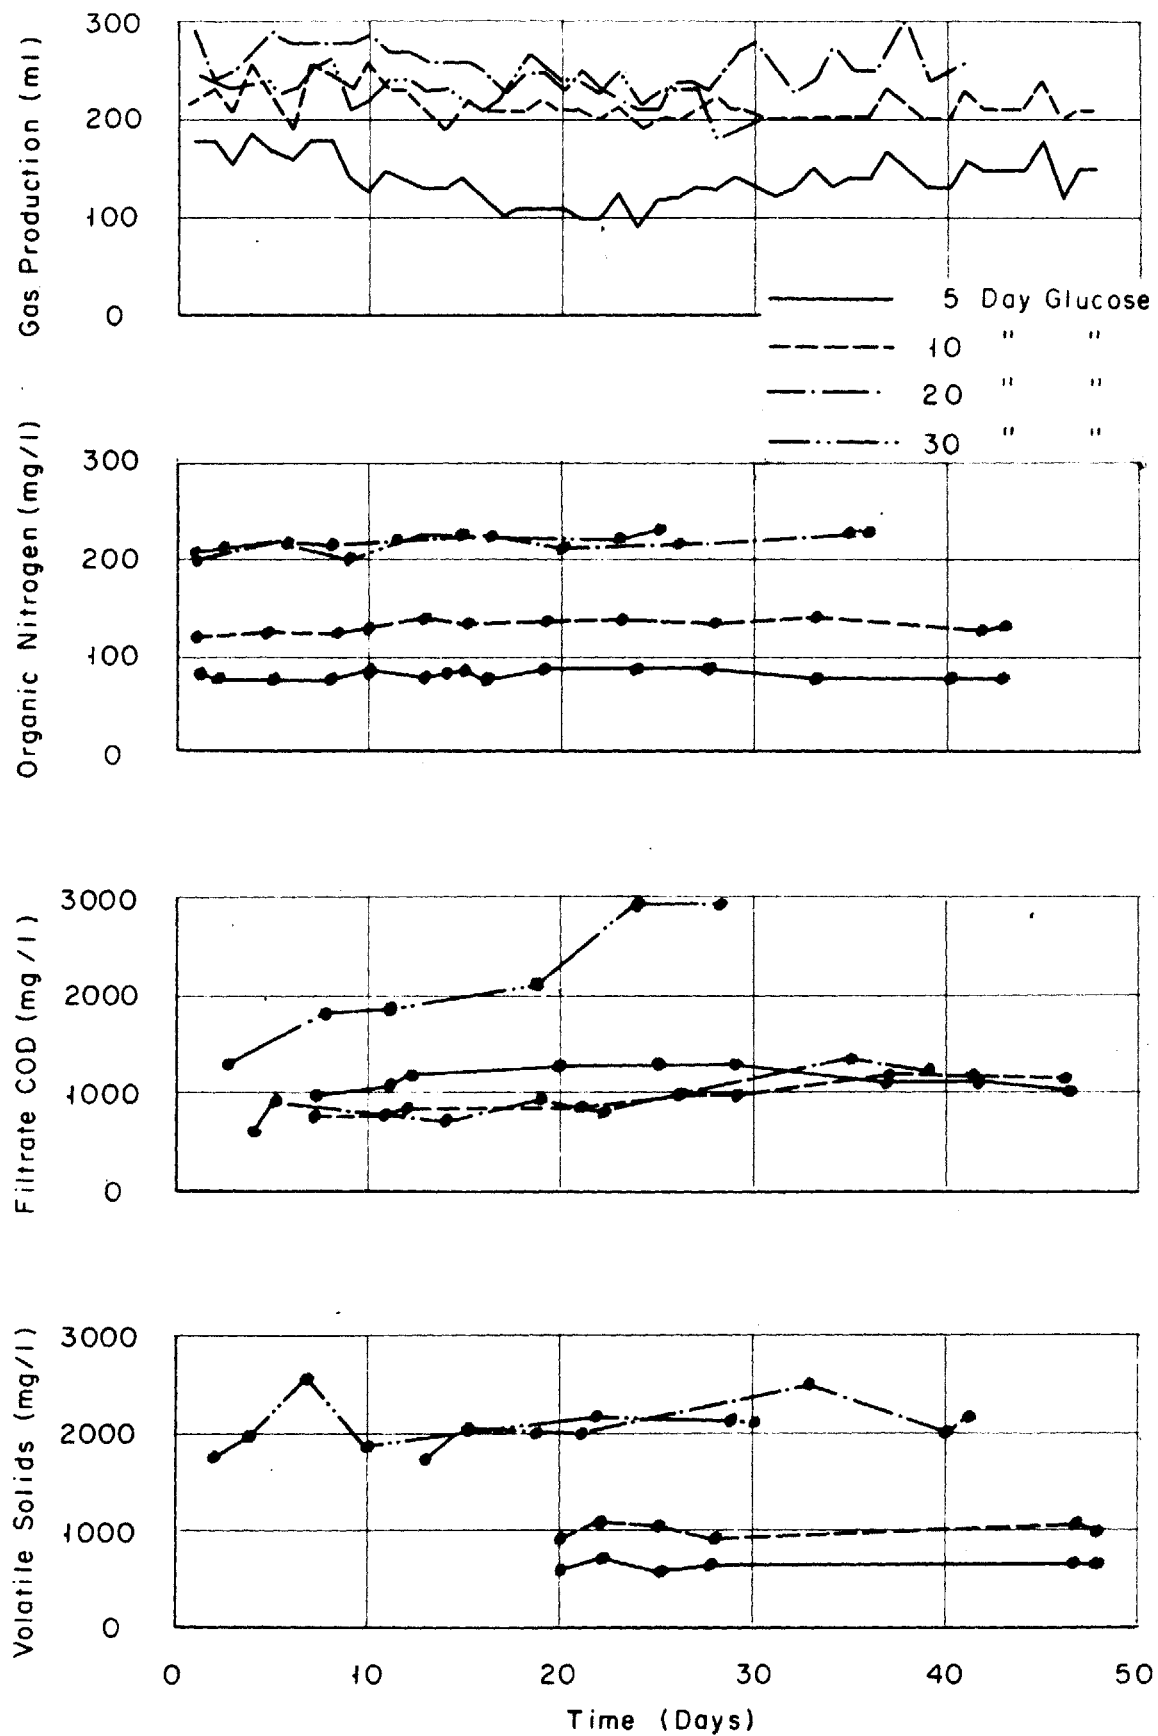 Gas Production (ml)
300
200
100
0
5 Day Glucose
10 " "
20 " "
30 " "
Organic Nitrogen (mg/l)
300
200
100
0
Filtrate COD (mg/l)
3000
2000
1000
0
Volatile Solids (mg/l)
3000
2000
1000
0
0 10 20 30 40 50
Time (Days)